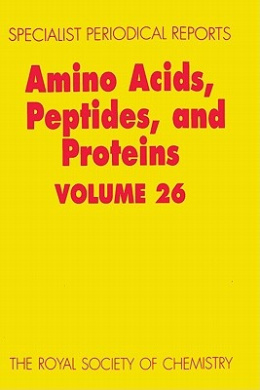 SPECIALIST PERIODICAL REPORTS
Amino Acids,
Peptides, and
Proteins
VOLUME 26
THE ROYAL SOCIETY OF CHEMISTRY